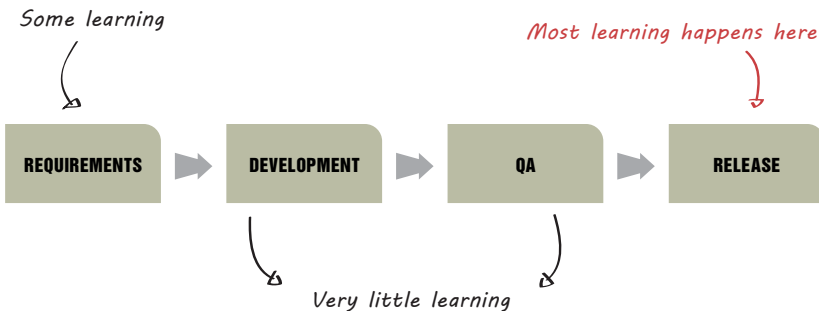 Some learning
Most learning happens here
REQUIREMENTS
DEVELOPMENT
QA
RELEASE
Very little learning